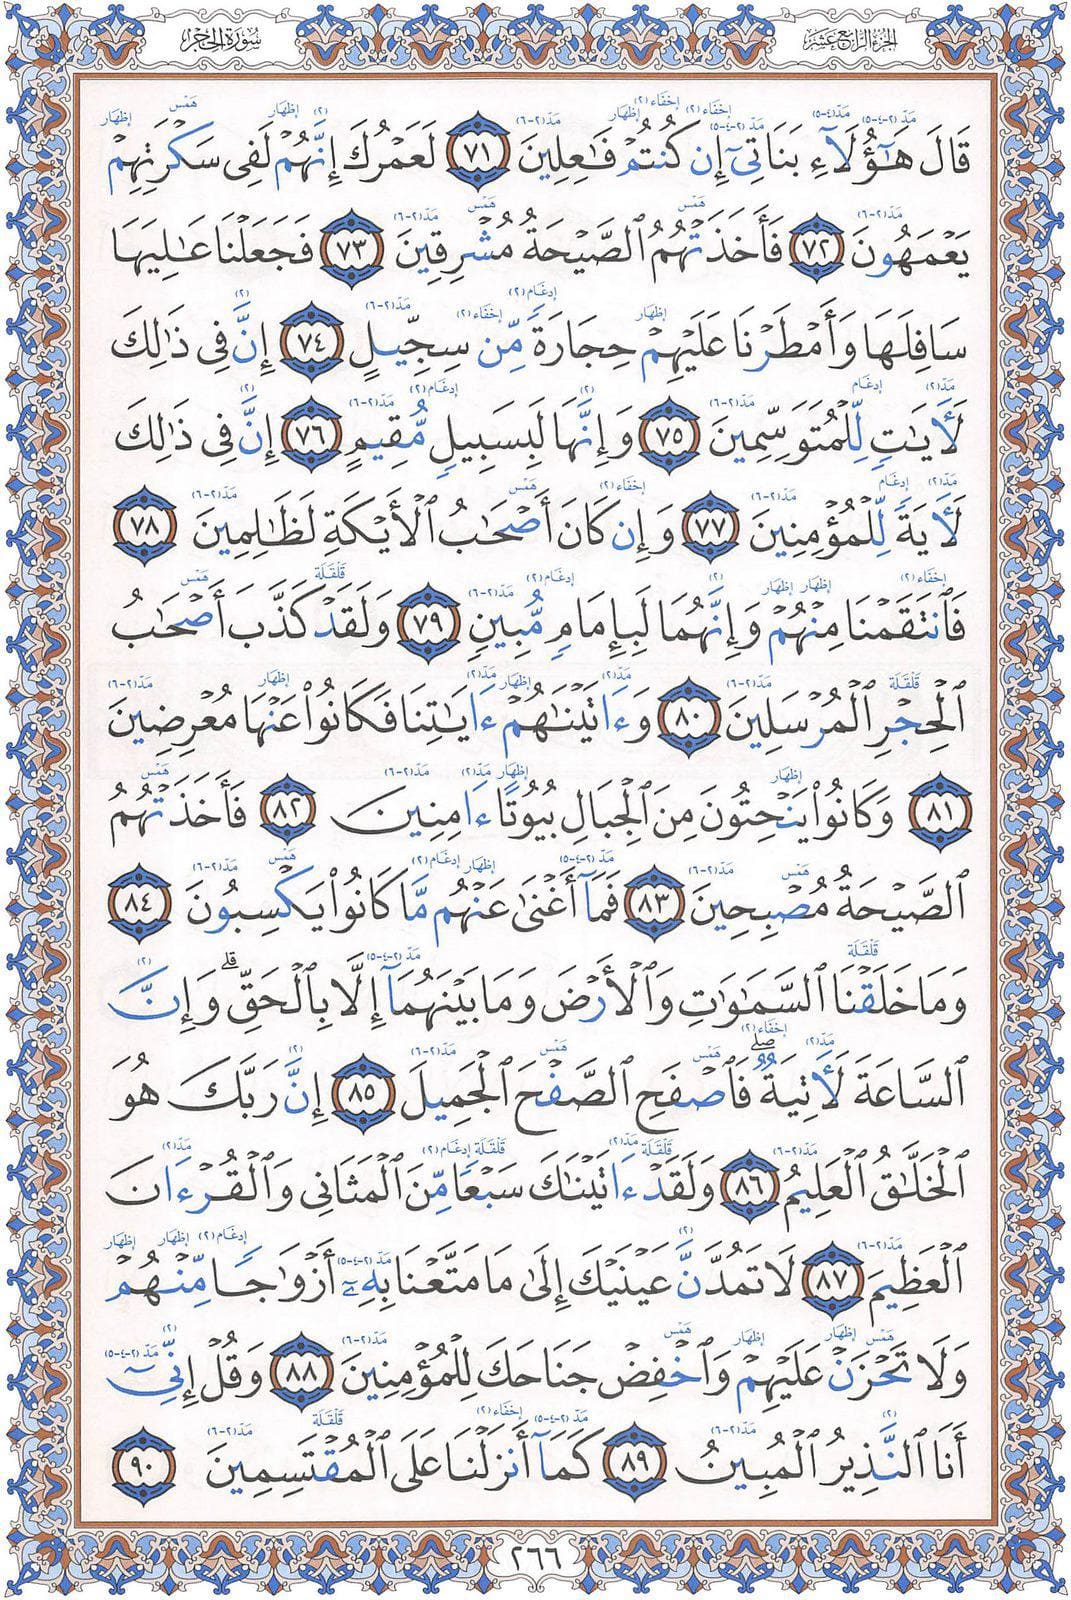 الجزء الرابع عشر
سورة الحجر
قَالَ هَٰٓؤُلَآءِ بَنَاتِىٓ إِن كُنتُمْ فَٰعِلِينَ ٧١ لَعَمْرُكَ إِنَّهُمْ لَفِى سَكْرَتِهِمْ
يَعْمَهُونَ ٧٢ فَأَخَذَتْهُمُ ٱلصَّيْحَةُ مُشْرِقِينَ ٧٣ فَجَعَلْنَا عَٰلِيَهَا
سَافِلَهَا وَأَمْطَرْنَا عَلَيْهِمْ حِجَارَةً مِّن سِجِّيلٍ ٧٤ إِنَّ فِى ذَٰلِكَ
لَءَايَٰتٍ لِّلْمُتَوَسِّمِينَ ٧٥ وَإِنَّهَا لَبِسَبِيلٍ مُّقِيمٍ ٧٦ إِنَّ فِى ذَٰلِكَ
لَءَايَةً لِّلْمُؤْمِنِينَ ٧٧ وَإِن كَانَ أَصْحَٰبُ ٱلْأَيْكَةِ لَظَٰلِمِينَ ٧٨
فَٱنتَقَمْنَا مِنْهُمْ وَإِنَّهُمَا لَبِإِمَامٍ مُّبِينٍ ٧٩ وَلَقَدْ كَذَّبَ أَصْحَٰبُ
ٱلْحِجْرِ ٱلْمُرْسَلِينَ ٨٠ وَءَاتَيْنَٰهُمْ ءَايَٰتِنَا فَكَانُوا۟ عَنْهَا مُعْرِضِينَ
٨١ وَكَانُوا۟ يَنْحِتُونَ مِنَ ٱلْجِبَالِ بُيُوتًا ءَامِنِينَ ٨٢ فَأَخَذَتْهُمُ
ٱلصَّيْحَةُ مُصْبِحِينَ ٨٣ فَمَآ أَغْنَىٰ عَنْهُم مَّا كَانُوا۟ يَكْسِبُونَ ٨٤
وَمَا خَلَقْنَا ٱلسَّمَٰوَٰتِ وَٱلْأَرْضَ وَمَا بَيْنَهُمَآ إِلَّا بِٱلْحَقِّ ۗ وَإِنَّ
ٱلسَّاعَةَ لَءَاتِيَةٌ ۖ فَٱصْفَحِ ٱلصَّفْحَ ٱلْجَمِيلَ ٨٥ إِنَّ رَبَّكَ هُوَ
ٱلْخَلَّٰقُ ٱلْعَلِيمُ ٨٦ وَلَقَدْ ءَاتَيْنَٰكَ سَبْعًا مِّنَ ٱلْمَثَانِى وَٱلْقُرْءَانَ
ٱلْعَظِيمَ ٨٧ لَا تَمُدَّنَّ عَيْنَيْكَ إِلَىٰ مَا مَتَّعْنَا بِهِۦٓ أَزْوَٰجًا مِّنْهُمْ
وَلَا تَحْزَنْ عَلَيْهِمْ وَٱخْفِضْ جَنَاحَكَ لِلْمُؤْمِنِينَ ٨٨ وَقُلْ إِنِّىٓ
أَنَا ٱلنَّذِيرُ ٱلْمُبِينُ ٨٩ كَمَآ أَنزَلْنَا عَلَى ٱلْمُقْتَسِمِينَ ٩٠
٢٦٦